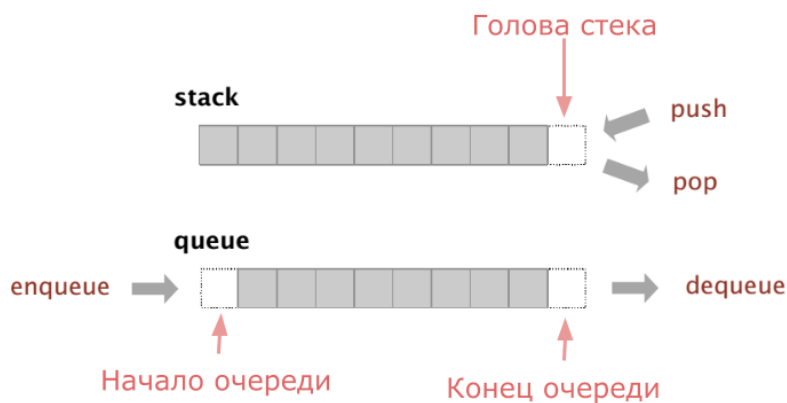 Голова стека
stack
push
pop
queue
enqueue
dequeue
Начало очереди
Конец очереди